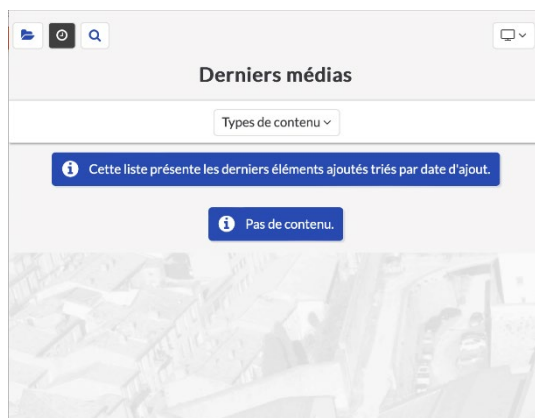 Derniers médias
Types de contenu
Cette liste présente les derniers éléments ajoutés triés par date d'ajout.
Pas de contenu.